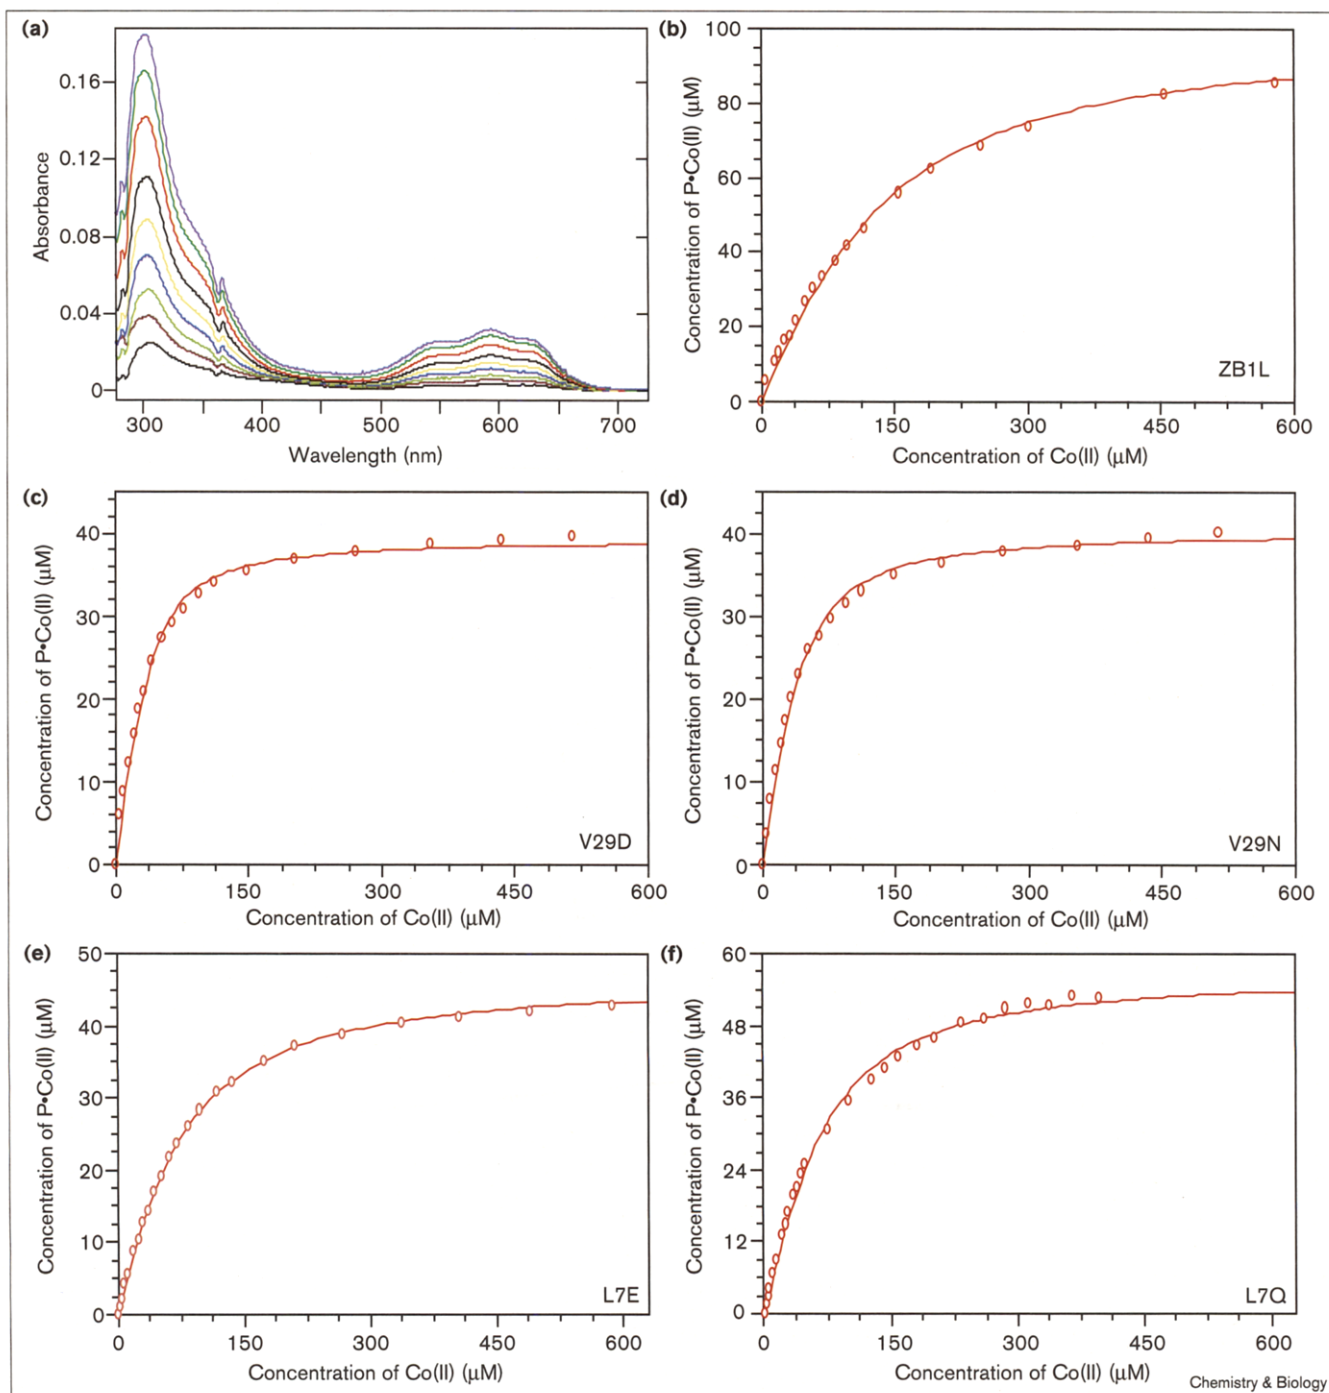 (a)
0.16
0.12
0.08
0.04
0
Absorbance
300 400 500 600 700
Wavelength (nm)
(b)
100
80
60
40
20
0
Concentration of P•Co(II) (µM)
ZB1L
0 150 300 450 600
Concentration of Co(II) (µM)
(c)
40
30
20
10
0
Concentration of P•Co(II) (µM)
V29D
0 150 300 450 600
Concentration of Co(II) (µM)
(d)
40
30
20
10
0
Concentration of P•Co(II) (µM)
V29N
0 150 300 450 600
Concentration of Co(II) (µM)
(e)
50
40
30
20
10
0
Concentration of P•Co(II) (µM)
L7E
0 150 300 450 600
Concentration of Co(II) (µM)
(f)
60
48
36
24
12
0
Concentration of P•Co(II) (µM)
L7Q
0 150 300 450 600
Concentration of Co(II) (µM)
Chemistry & Biology